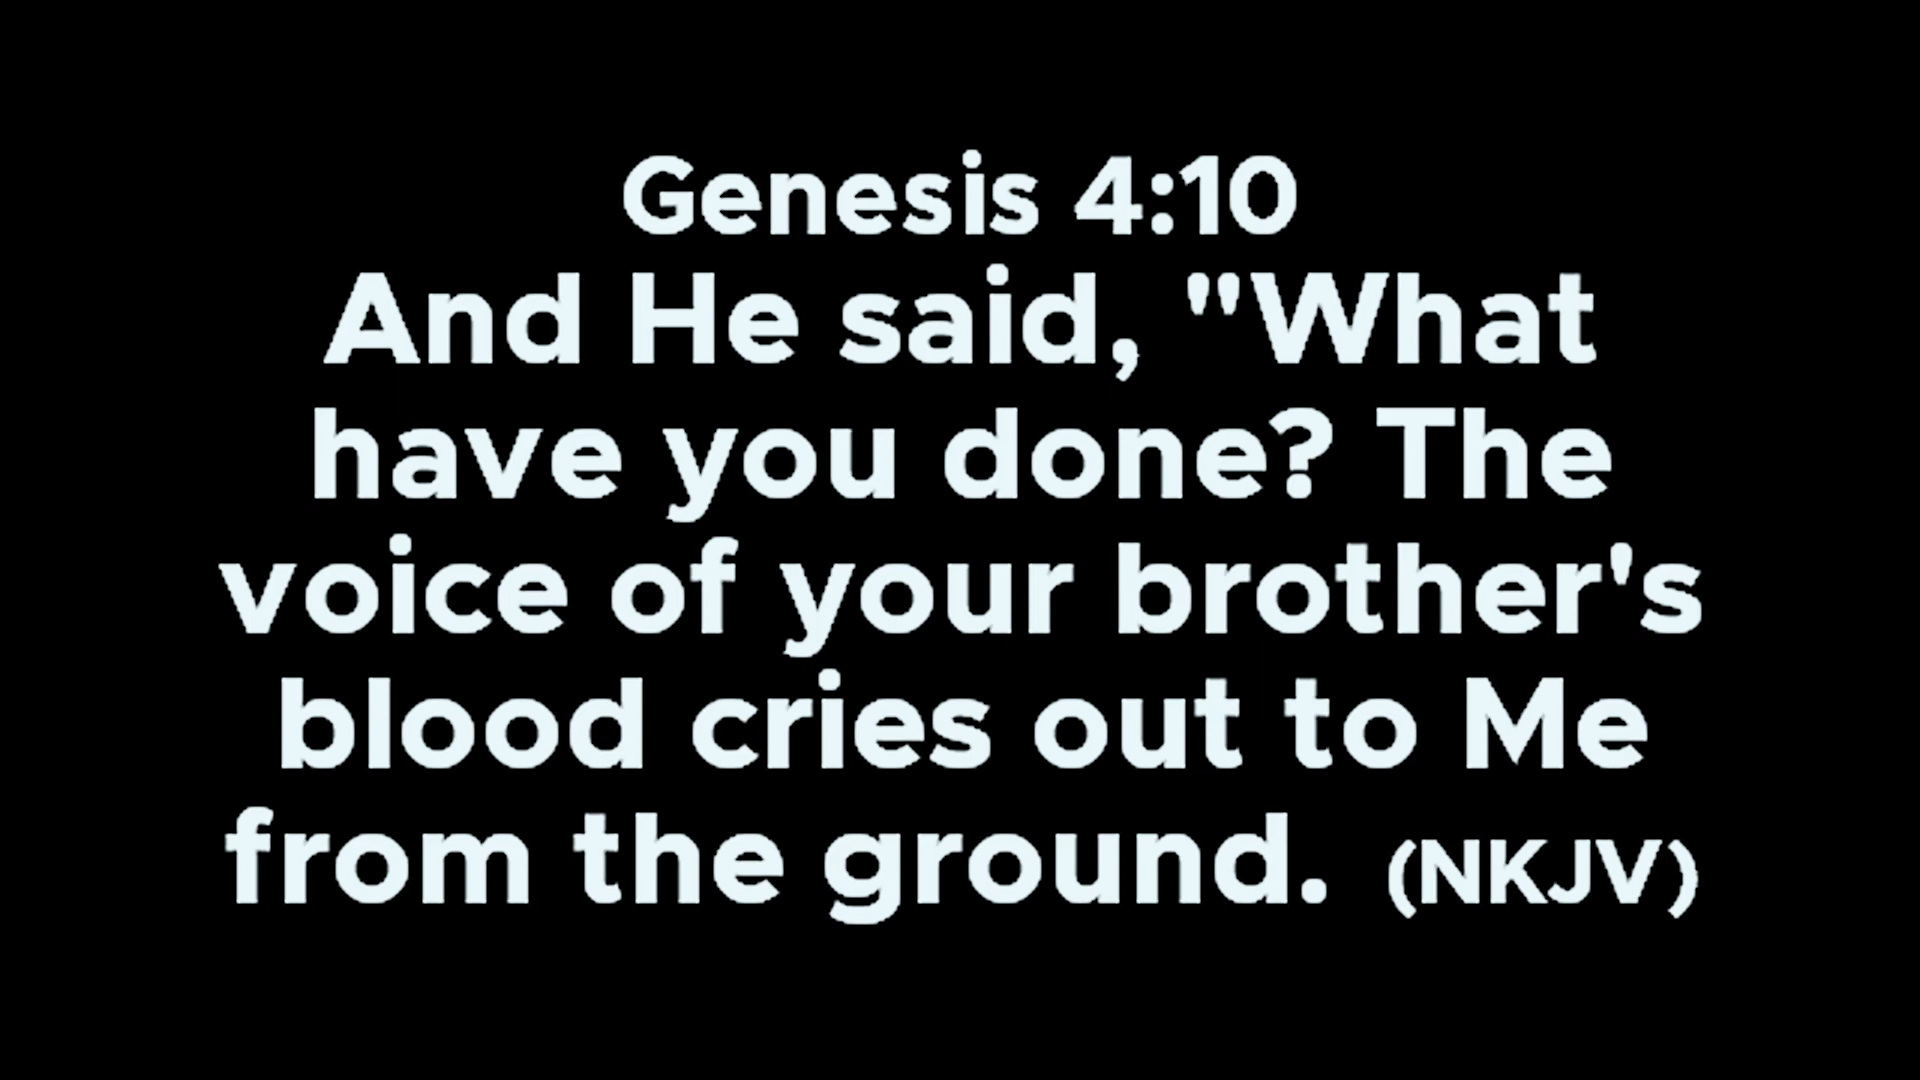 Genesis 4:10
And He said, "What
have you done? The
voice of your brother's
blood cries out to Me
from the ground. (NKJV)